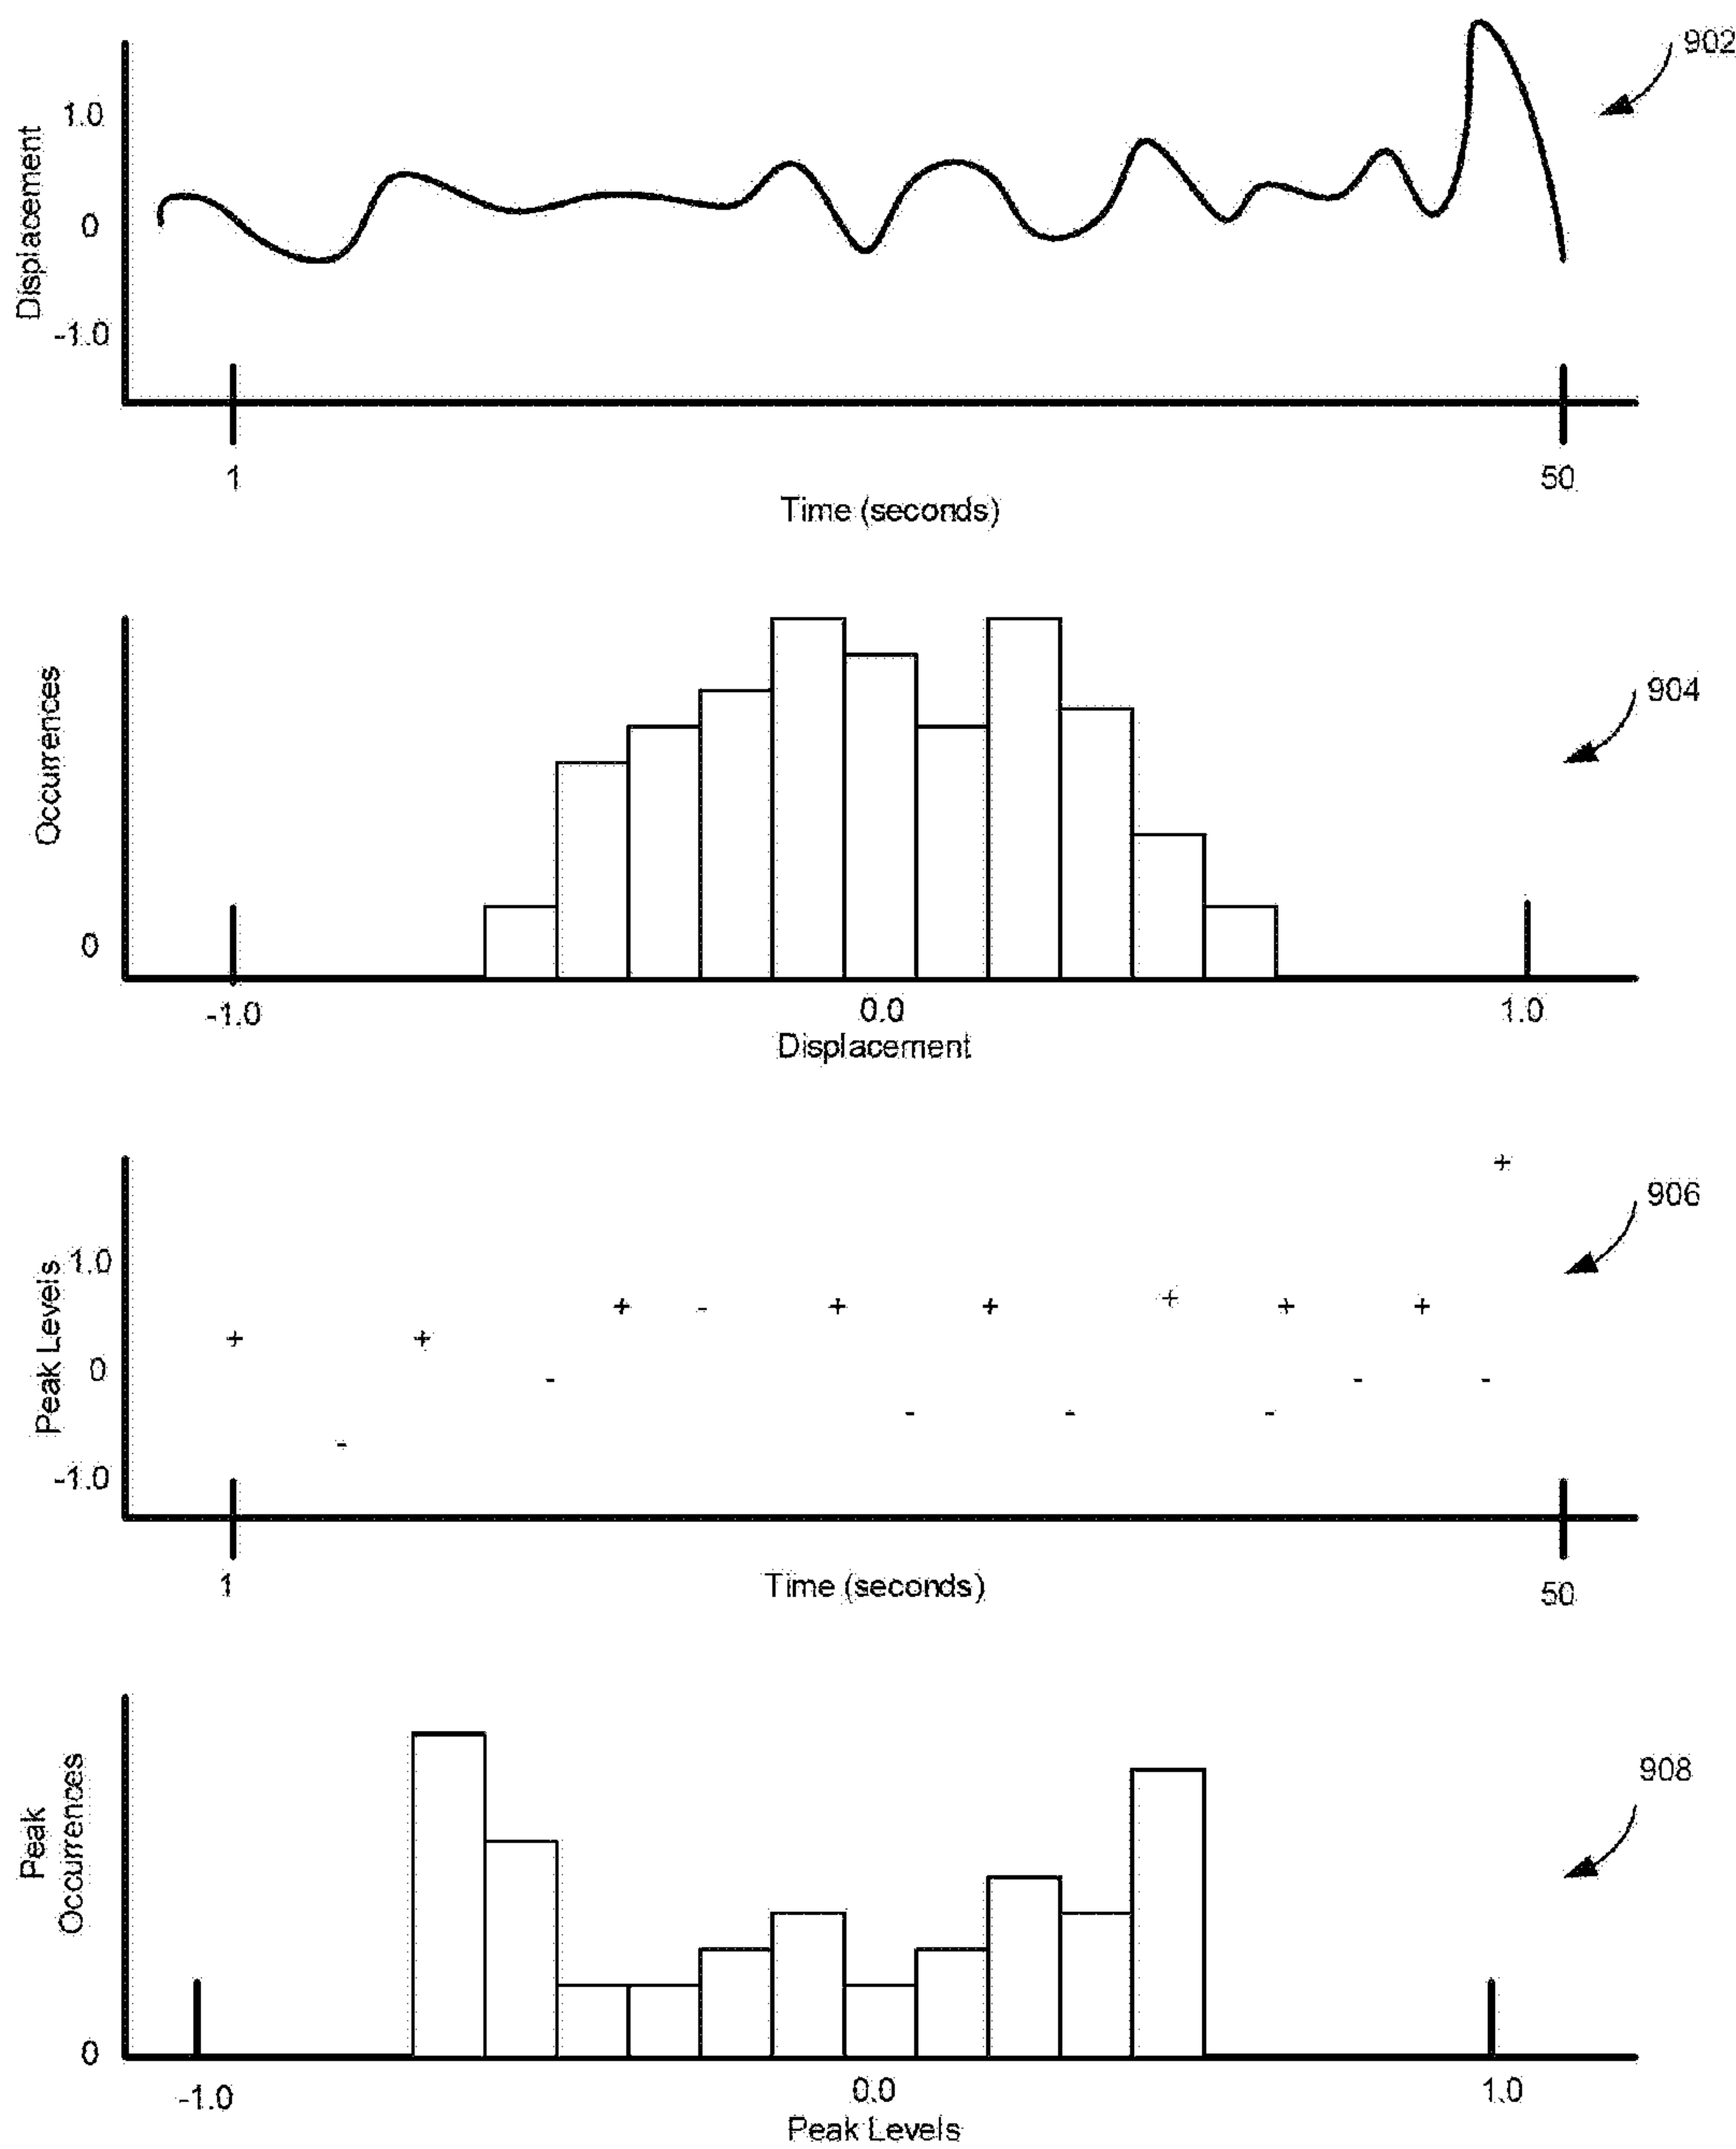 902
Displacement
1.0
0
-1.0
1
50
Time (seconds)
904
Occurrences
0
-1.0
0.0
1.0
Displacement
906
Peak Levels
1.0
0
-1.0
1
50
Time (seconds)
908
Peak
Occurrences
0
-1.0
0.0
1.0
Peak Levels